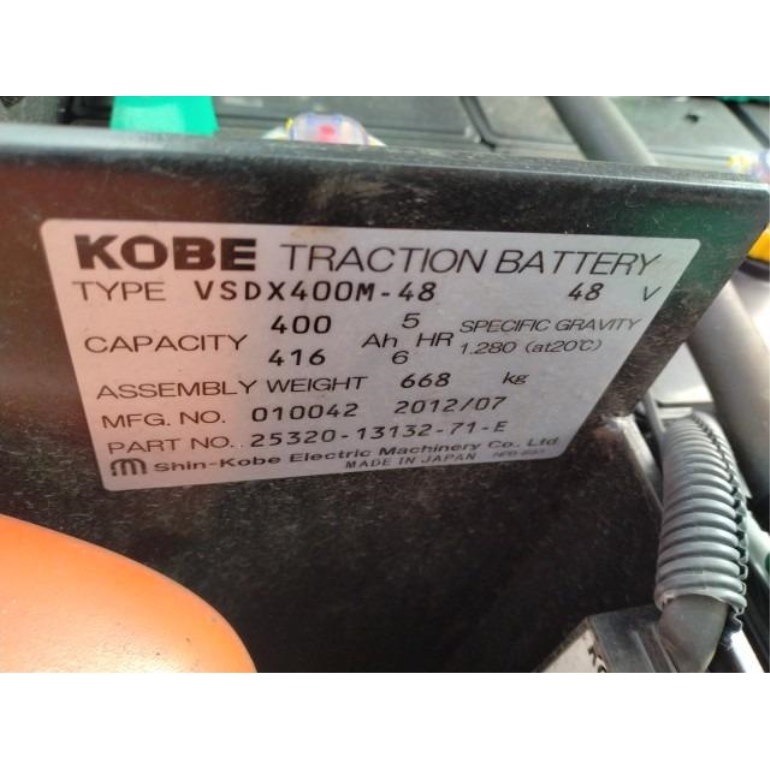 KOBE TRACTION BATTERY
TYPE VSDX400M-48 48 V
CAPACITY 400 Ah 5 HR SPECIFIC GRAVITY
416 6 1.280 (at20℃)
ASSEMBLY WEIGHT 668 kg
MFG. NO. 010042 2012/07
PART NO. 25320-13132-71-E
Shin-Kobe Electric Machinery Co., Ltd.
MADE IN JAPAN